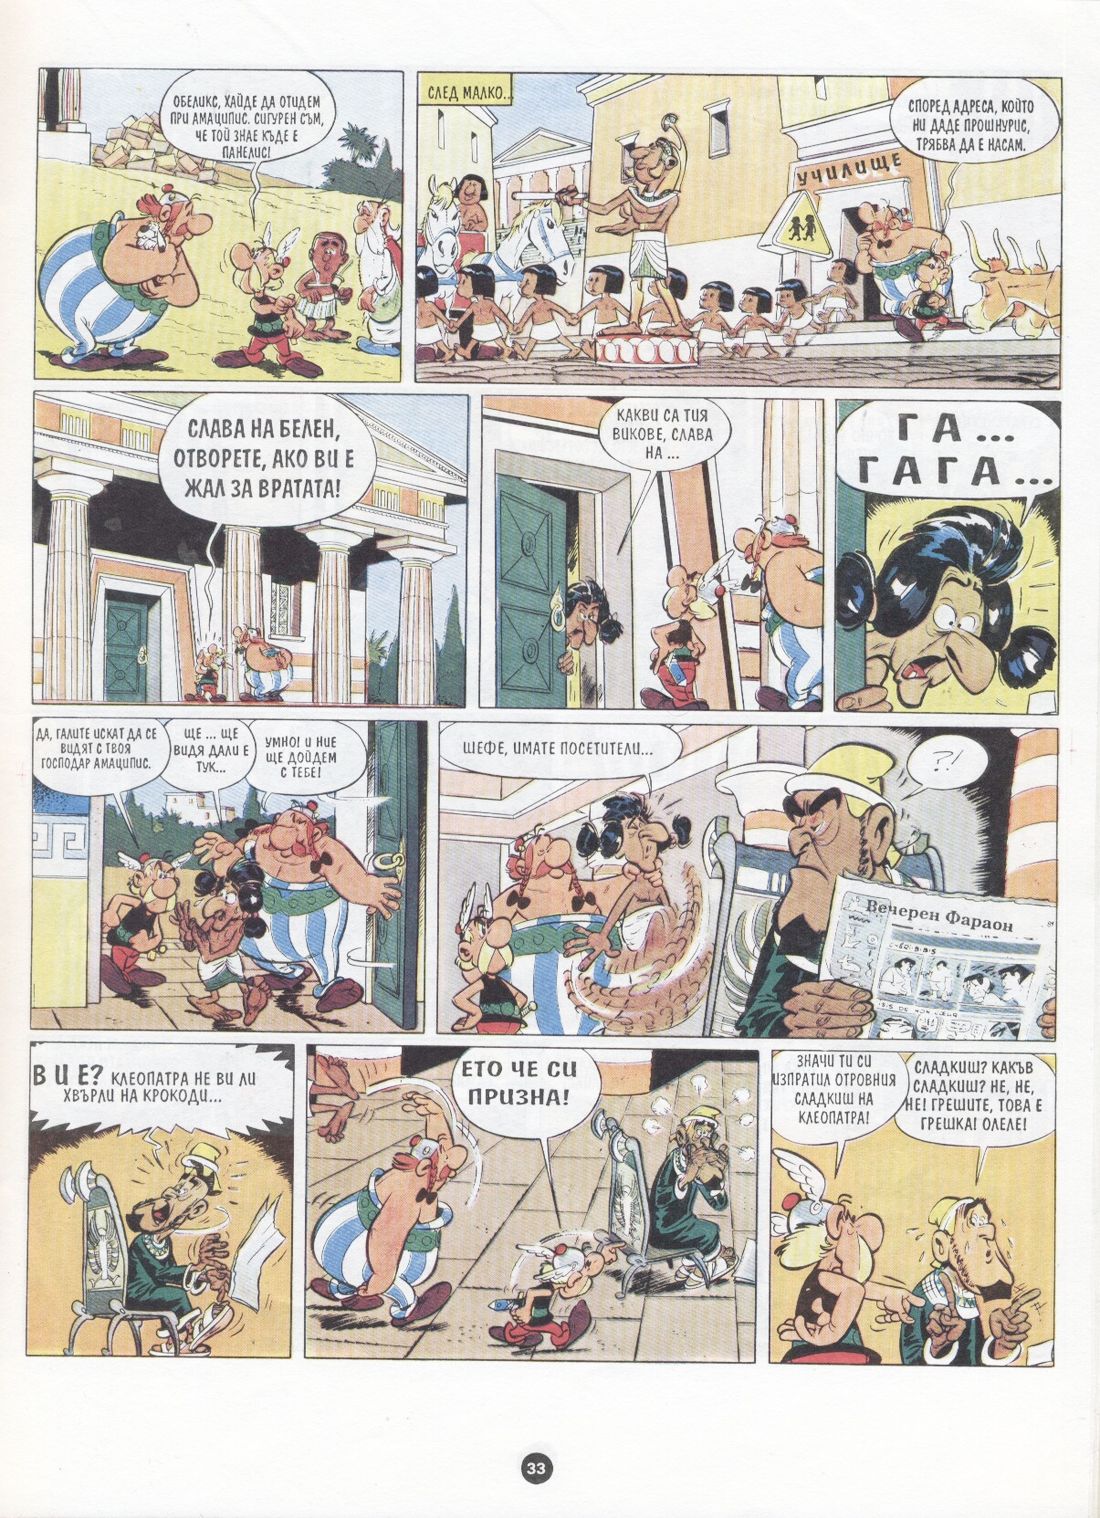 ОБЕЛИКС, ХАЙДЕ ДА ОТИДЕМ
ПРИ АМАЦИПИС. СИГУРЕН СЪМ,
ЧЕ ТОЙ ЗНАЕ КЪДЕ Е
ПАНЕЛИС!
СЛЕД МАЛКО...
СПОРЕД АДРЕСА, КОЙТО
НИ ДАДЕ ПРОШНУРИС,
ТРЯБВА ДА Е НАСАМ.
УЧИЛИЩЕ
СЛАВА НА БЕЛЕН,
ОТВОРЕТЕ, АКО ВИ Е
ЖАЛ ЗА ВРАТАТА!
КАКВИ СА ТИЯ
ВИКОВЕ, СЛАВА
НА ...
ГА ...
ГАГА ...
ДА, ГАЛИТЕ ИСКАТ ДА СЕ
ВИДЯТ С ТВОЯ
ГОСПОДАР АМАЦИПИС.
ЩЕ ... ЩЕ
ВИДЯ ДАЛИ Е
ТУК...
УМНО! И НИЕ
ЩЕ ДОЙДЕМ
С ТЕБЕ!
ШЕФЕ, ИМАТЕ ПОСЕТИТЕЛИ...
?!
Вечерен Фараон
ВИЕ? КЛЕОПАТРА НЕ ВИ ЛИ
ХВЪРЛИ НА КРОКОДИ...
ЕТО ЧЕ СИ
ПРИЗНА!
ЗНАЧИ ТИ СИ
ИЗПРАТИЛ ОТРОВНИЯ
СЛАДКИШ НА
КЛЕОПАТРА!
СЛАДКИШ? КАКЪВ
СЛАДКИШ? НЕ, НЕ,
НЕ! ГРЕШИТЕ, ТОВА Е
ГРЕШКА! ОЛЕЛЕ!
33